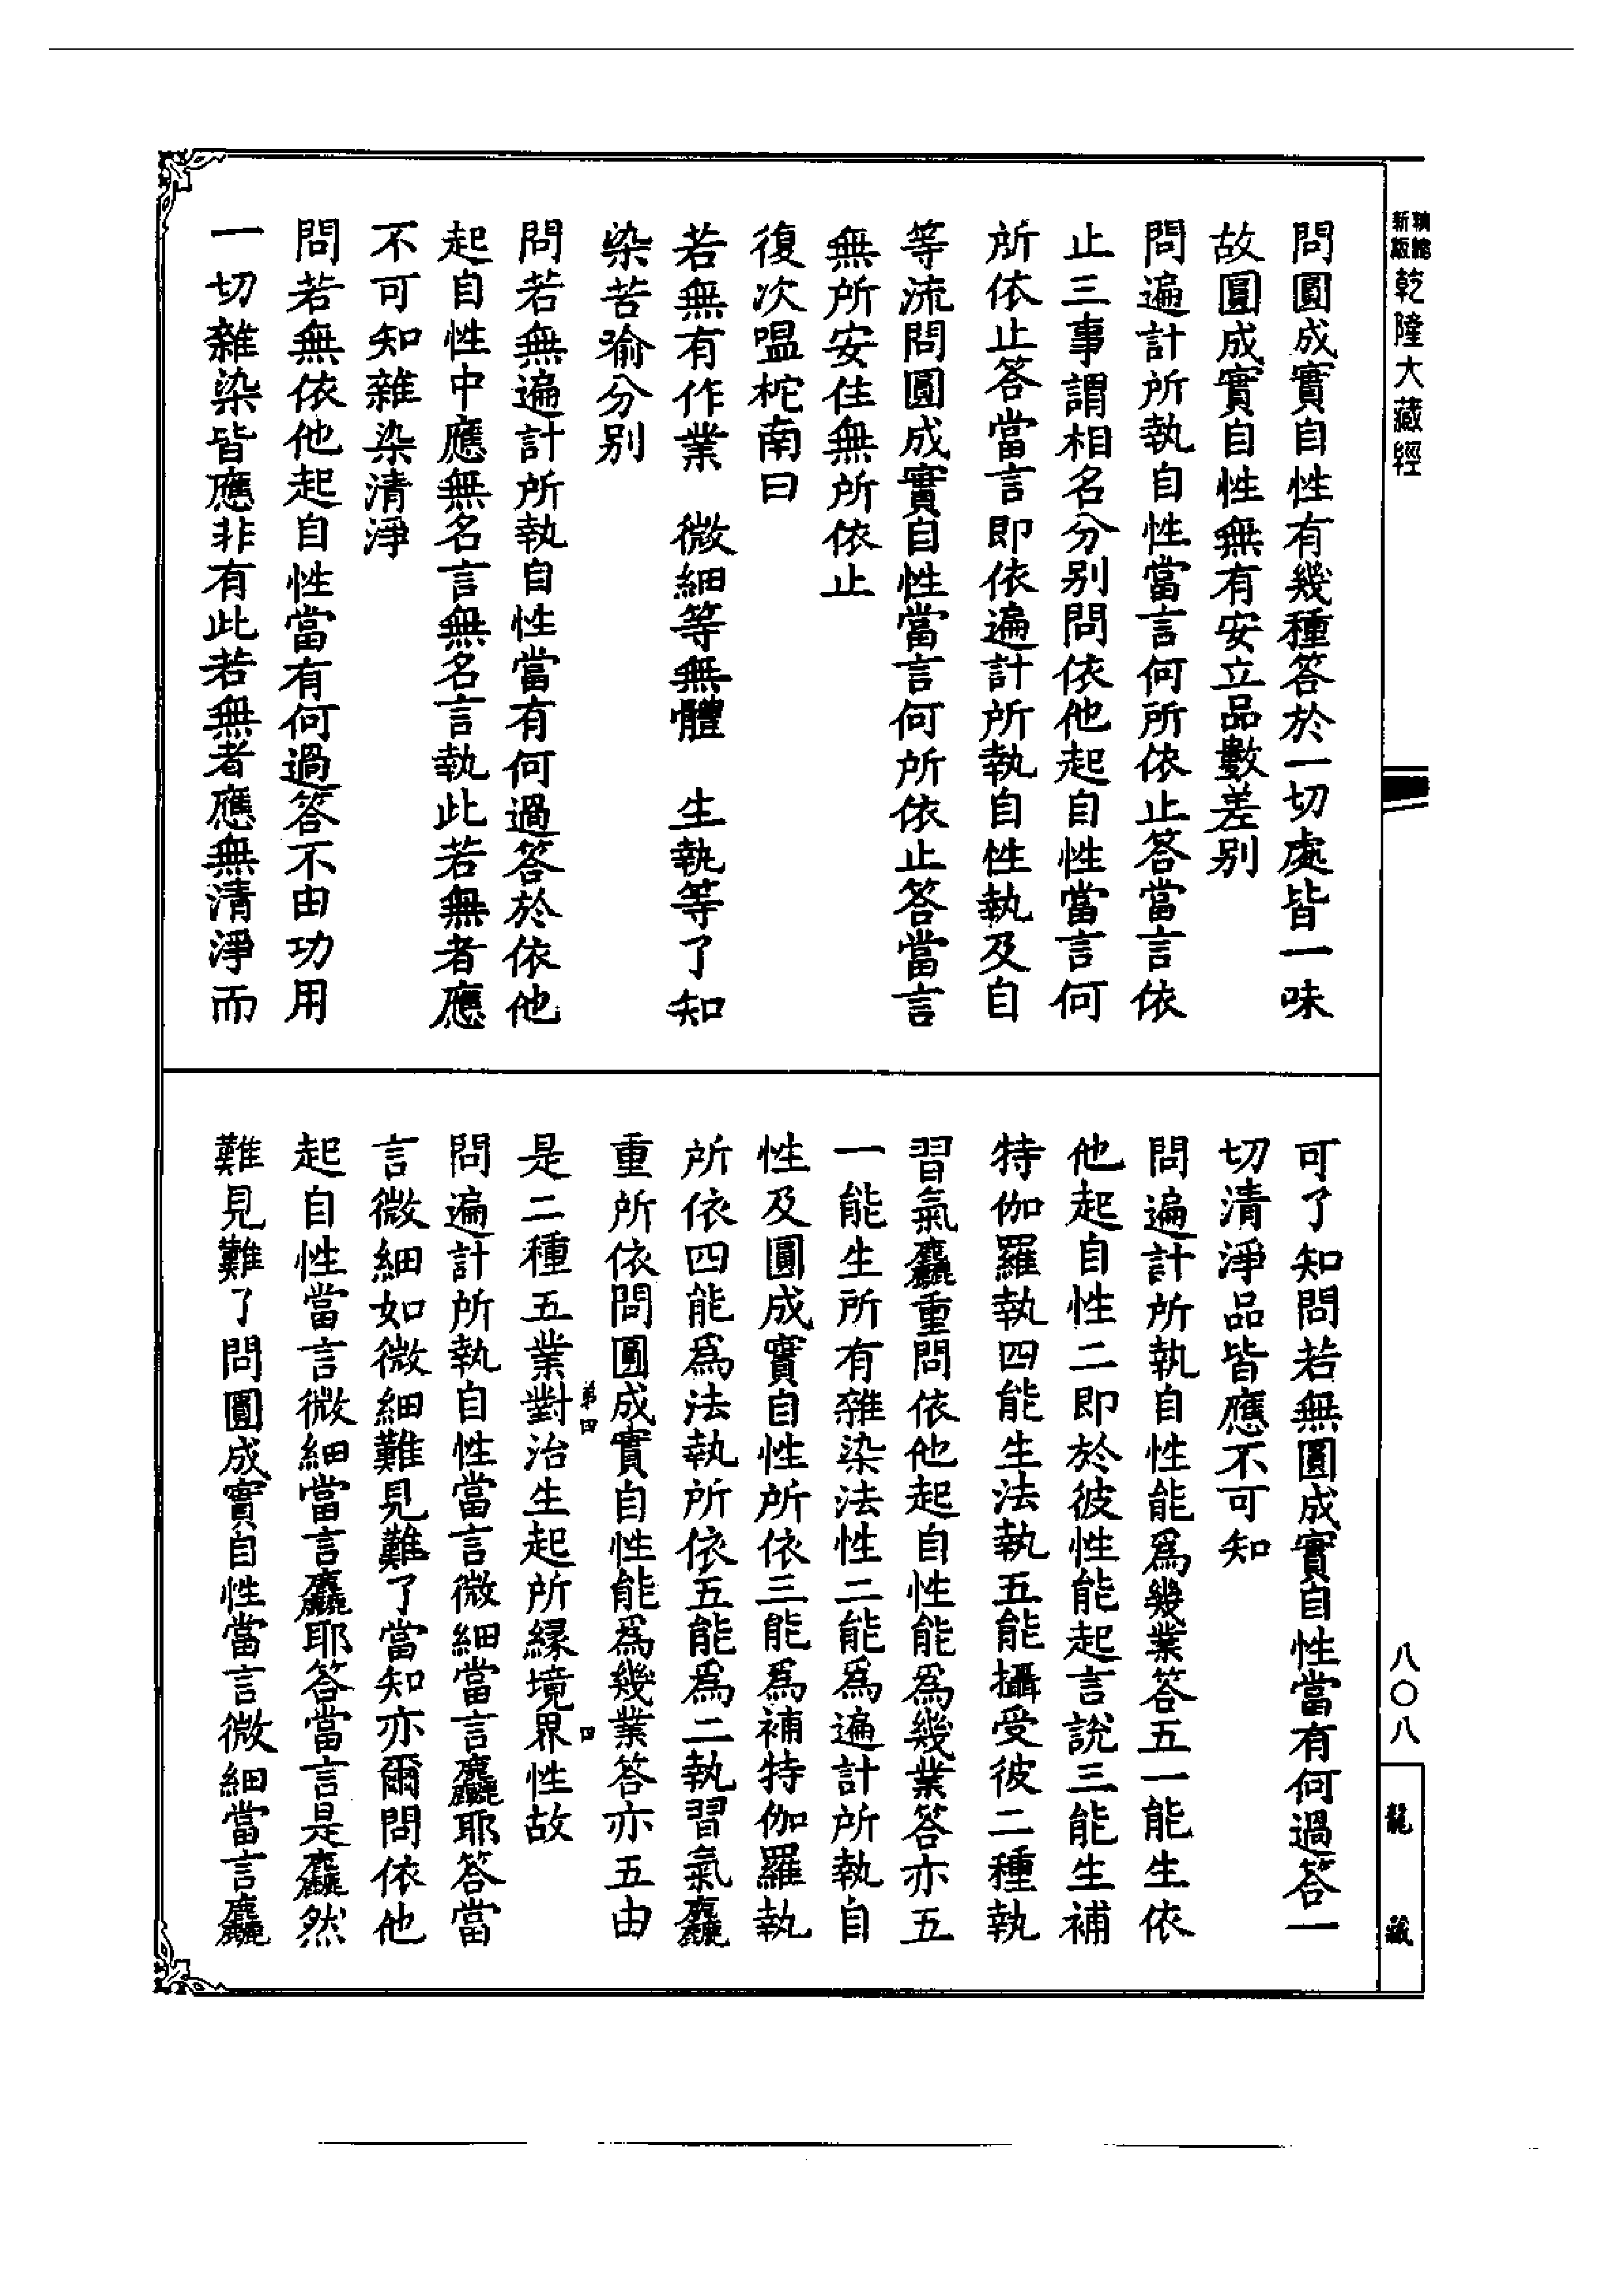 新版乾隆大藏經
問圓成實自性有幾種答於一切處皆一味
故圓成實自性無有安立品數差别
問遍計所執自性當言何所依止答當言依
止三事謂相名分别問依他起自性當言何
所依止答當言即依遍計所執自性執及自
等流問圓成實自性當言何所依止答當言
無所安住無所依止
復次嗢柁南曰
若無有作業 微細等無體 生執等了知
染苦喻分别
問若無遍計所執自性當有何過答於依他
起自性中應無名言無名言執此若無者應
不可知雜染清淨
問若無依他起自性當有何過答不由功用
一切雜染皆應非有此若無者應無清淨而
可了知問若無圓成實自性當有何過答一
切清淨品皆應不可知
問遍計所執自性能爲幾業答五一能生依
他起自性二即於彼性能起言說三能生補
特伽羅執四能生法執五能攝受彼二種執
習氣麤重問依他起自性能爲幾業答亦五
一能生所有雜染法性二能爲遍計所執自
性及圓成實自性所依三能爲補特伽羅執
所依四能爲法執所依五能爲二執習氣麤
重所依問圓成實自性能爲幾業答亦五由
是二種五業對治生起所緣境界性故
第四 四
問遍計所執自性當言微細當言麤耶答當
言微細如微細難見難了當知亦爾問依他
起自性當言微細當言麤耶答當言是麤然
難見難了問圓成實自性當言微細當言麤
八〇八
龍藏